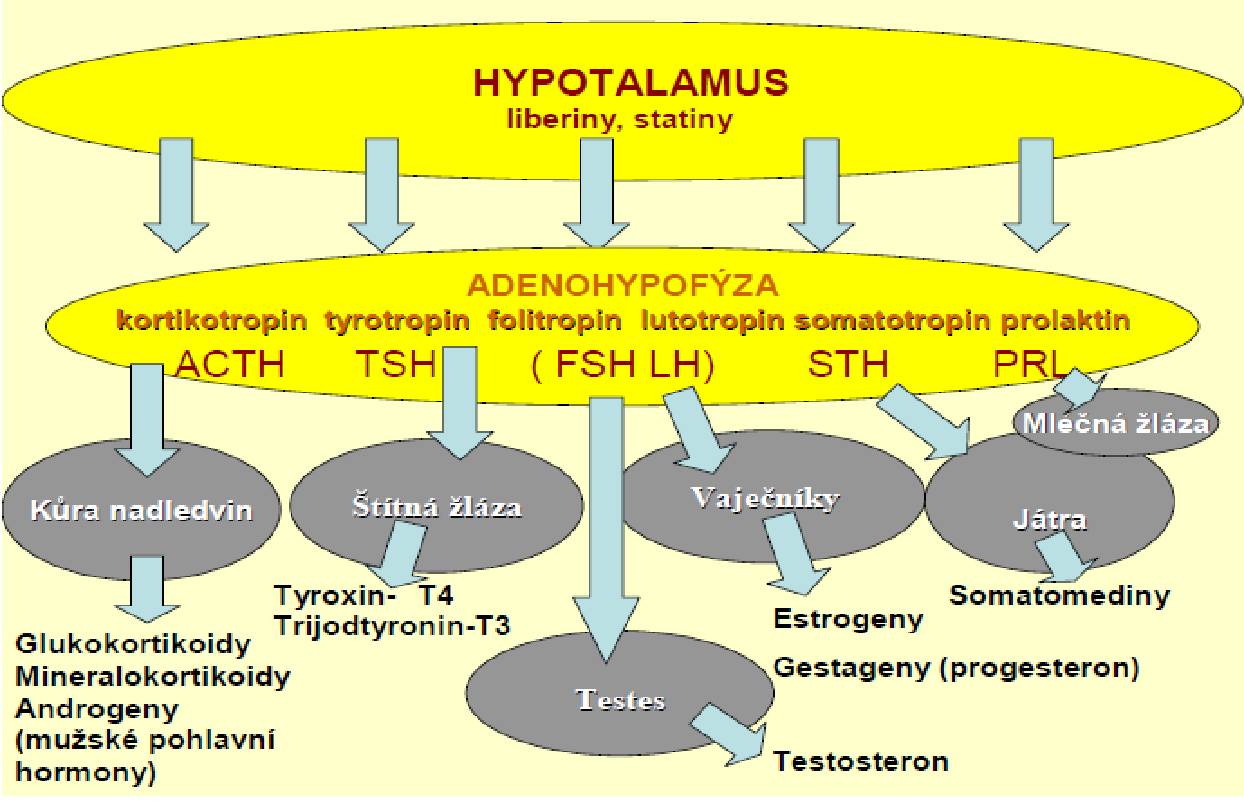 HYPOTALAMUS
liberiny, statiny
ADENOHYPOFÝZA
kortikotropin tyrotropin folitropin lutotropin somatotropin prolaktin
ACTH TSH ( FSH LH) STH PRL
Mléčná žláza
Kůra nadledvin
Štítná žláza
Vaječníky
Játra
Tyroxin- T4
Trijodtyronin-T3
Somatomediny
Estrogeny
Glukokortikoidy
Mineralokortikoidy
Androgeny
(mužské pohlavní
hormony)
Gestageny (progesteron)
Testes
Testosteron